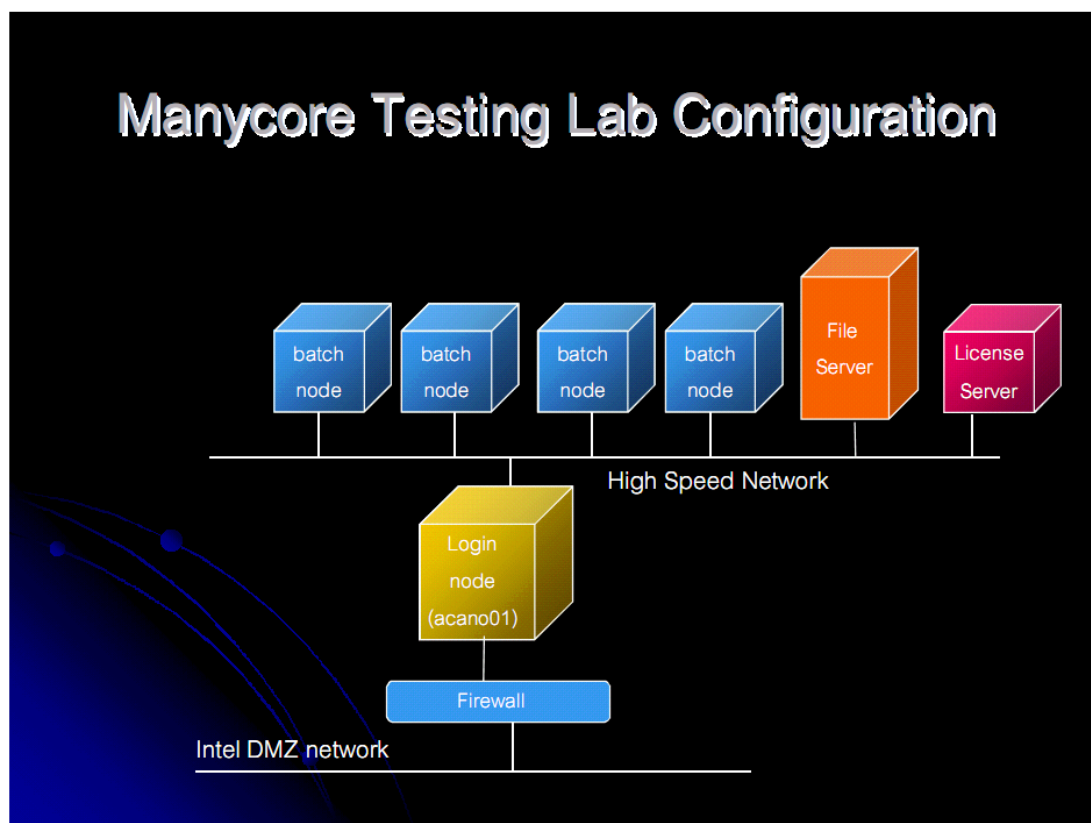 Manycore Testing Lab Configuration
batch
node
batch
node
batch
node
batch
node
File
Server
License
Server
High Speed Network
Login
node
(acano01)
Firewall
Intel DMZ network